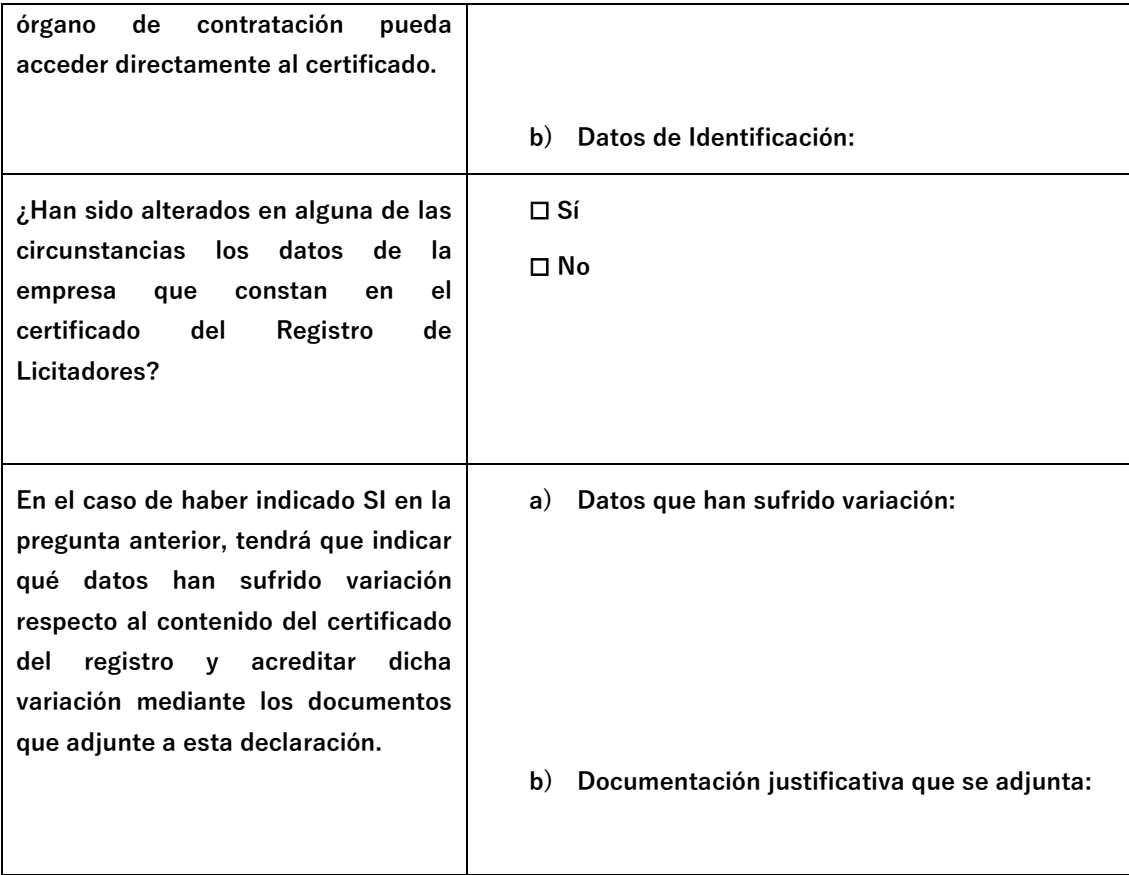 órgano de contratación pueda
acceder directamente al certificado.
b) Datos de Identificación:
¿Han sido alterados en alguna de las
circunstancias los datos de la
empresa que constan en el
certificado del Registro de
Licitadores?
☐ Sí
☐ No
En el caso de haber indicado SI en la
pregunta anterior, tendrá que indicar
qué datos han sufrido variación
respecto al contenido del certificado
del registro y acreditar dicha
variación mediante los documentos
que adjunte a esta declaración.
a) Datos que han sufrido variación:
b) Documentación justificativa que se adjunta: